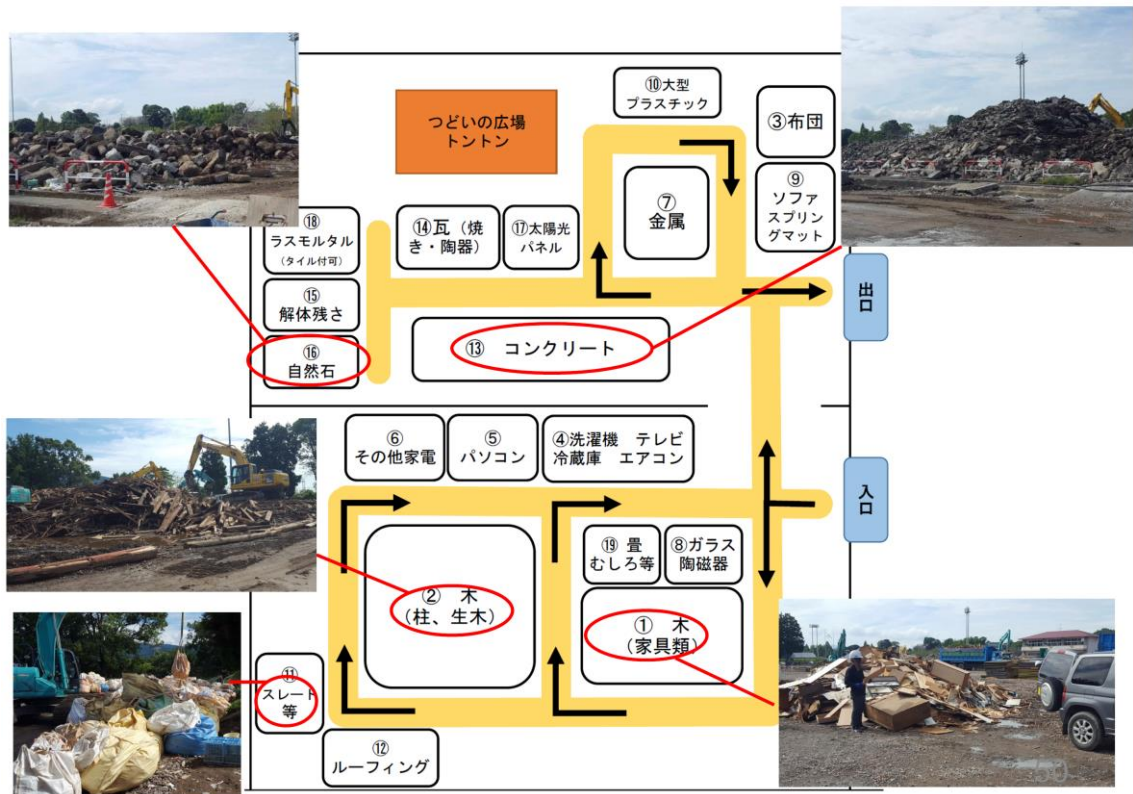 ⑩大型
プラスチック
つどいの広場
トントン
③布団
⑨
ソファ
スプリン
グマット
⑦
金属
⑱
ラスモルタル
(タイル付可)
⑭瓦(焼
き・陶器)
⑰太陽光
パネル
出口
⑮
解体残さ
⑬ コンクリート
⑯
自然石
⑥
その他家電
⑤
パソコン
④洗濯機 テレビ
冷蔵庫 エアコン
入口
⑲ 畳
むしろ等
⑧ガラス
陶磁器
② 木
(柱、生木)
① 木
(家具類)
⑪
スレート
等
⑫
ルーフィング